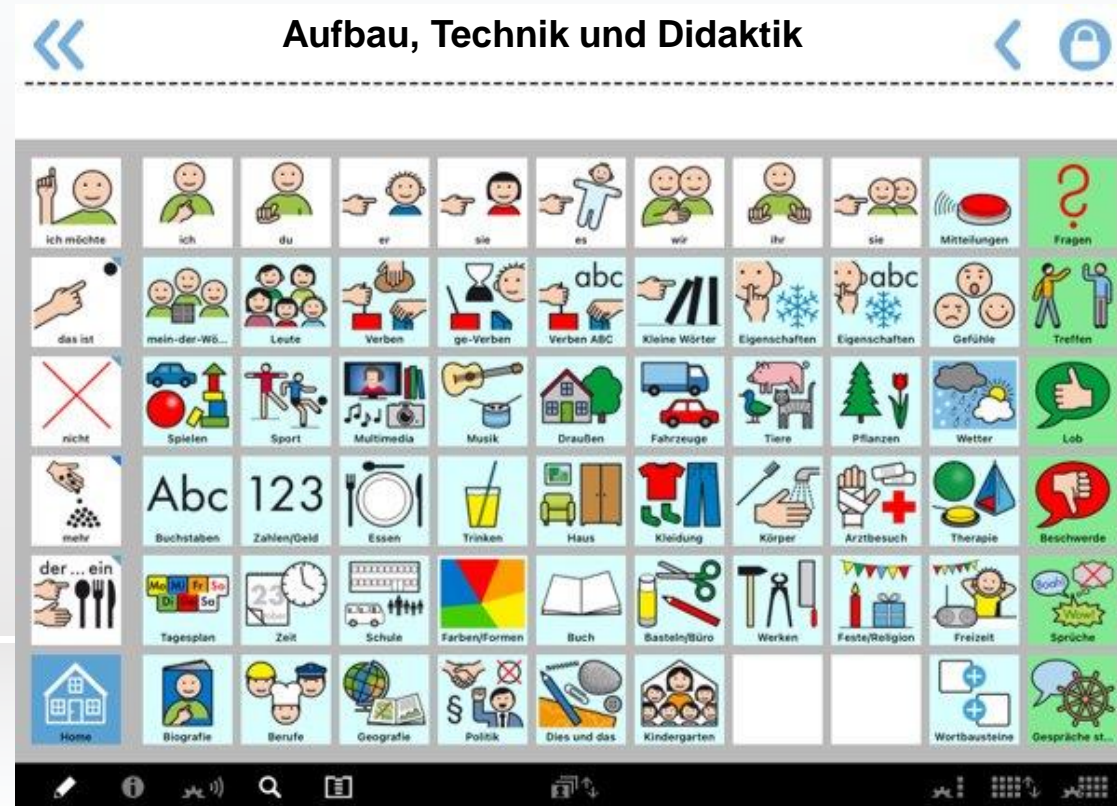 Aufbau, Technik und Didaktik
ich möchte ich du er sie es wir ihr sie Mitteilungen Fragen
abc abc
das ist mein-der-Wö... Leute Verben ge-Verben Verben ABC Kleine Wörter Eigenschaften Eigenschaften Gefühle Treffen
nicht Spielen Sport Multimedia Musik Draußen Fahrzeuge Tiere Pflanzen Wetter Lob
Abc 123
mehr Buchstaben Zahlen/Geld Essen Trinken Haus Kleidung Körper Arztbesuch Therapie Beschwerde
der ... ein
Mo Mi Fr So
Di Do Sa
23
Boah!
Wow!
Tagesplan Zeit Schule Farben/Formen Buch Basteln/Büro Werken Feste/Religion Freizeit Sprüche
§
Home Biografie Berufe Geografie Politik Dies und das Kindergarten Wortbausteine Gespräche st...